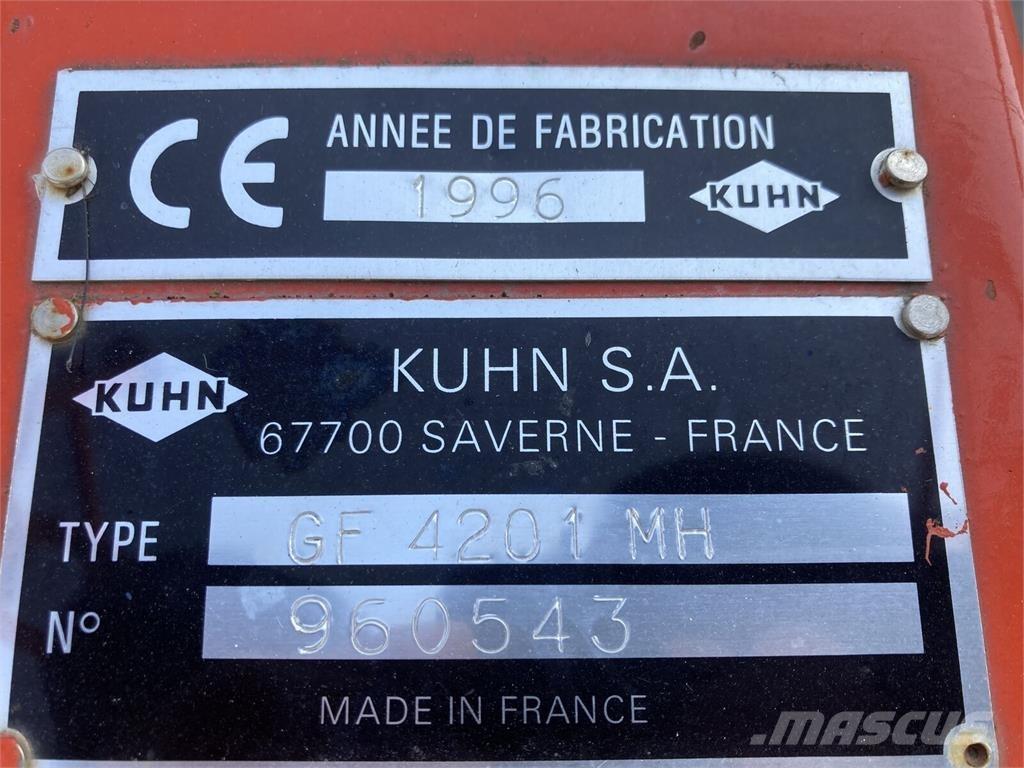 CE ANNEE DE FABRICATION
1996
KUHN
KUHN S.A.
KUHN
67700 SAVERNE - FRANCE
TYPE GF 4201 MH
N° 960543
MADE IN FRANCE
MASCUS